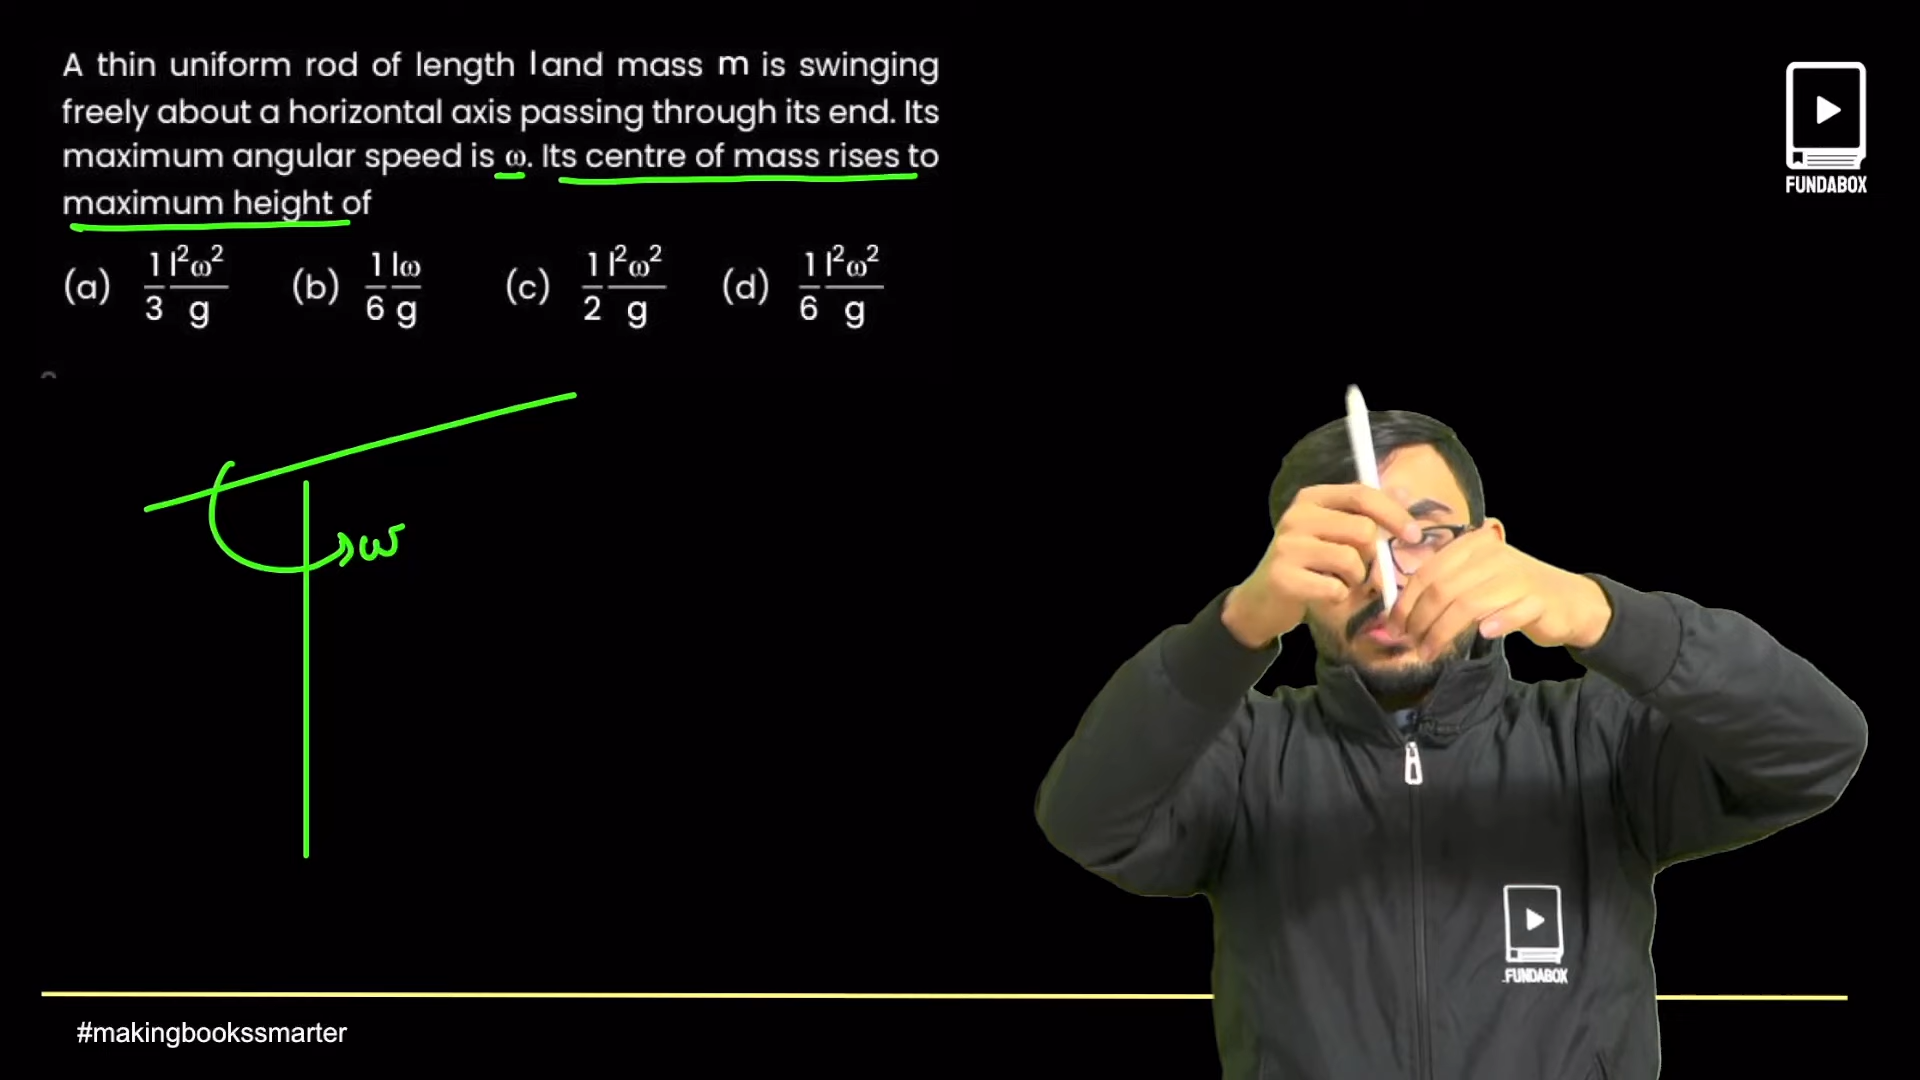 A thin uniform rod of length l and mass m is swinging
freely about a horizontal axis passing through its end. Its
maximum angular speed is ω. Its centre of mass rises to
maximum height of
(a) 1/3 l²ω²/g (b) 1/6 lω/g (c) 1/2 l²ω²/g (d) 1/6 l²ω²/g
ω
FUNDABOX
FUNDABOX
#makingbookssmarter